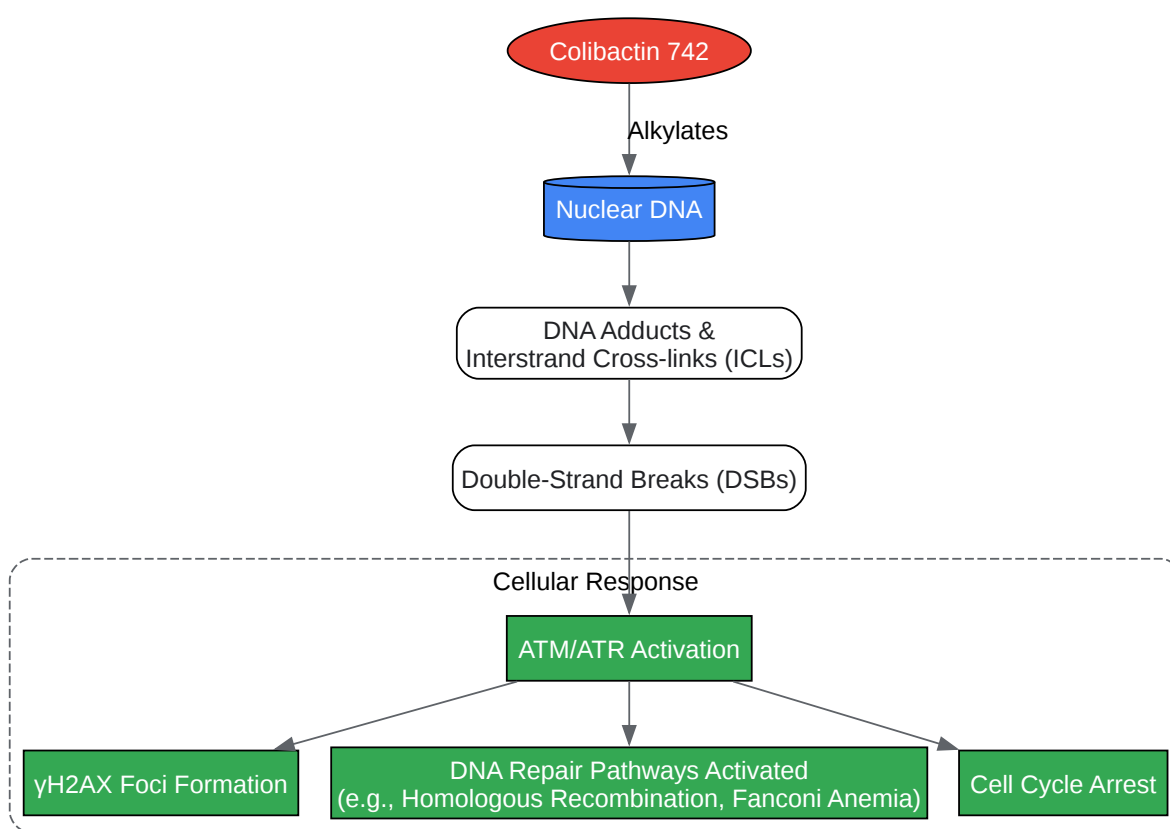 Colibactin 742
Alkylates
Nuclear DNA
DNA Adducts &
Interstrand Cross-links (ICLs)
Double-Strand Breaks (DSBs)
Cellular Response
ATM/ATR Activation
γH2AX Foci Formation
DNA Repair Pathways Activated
(e.g., Homologous Recombination, Fanconi Anemia)
Cell Cycle Arrest